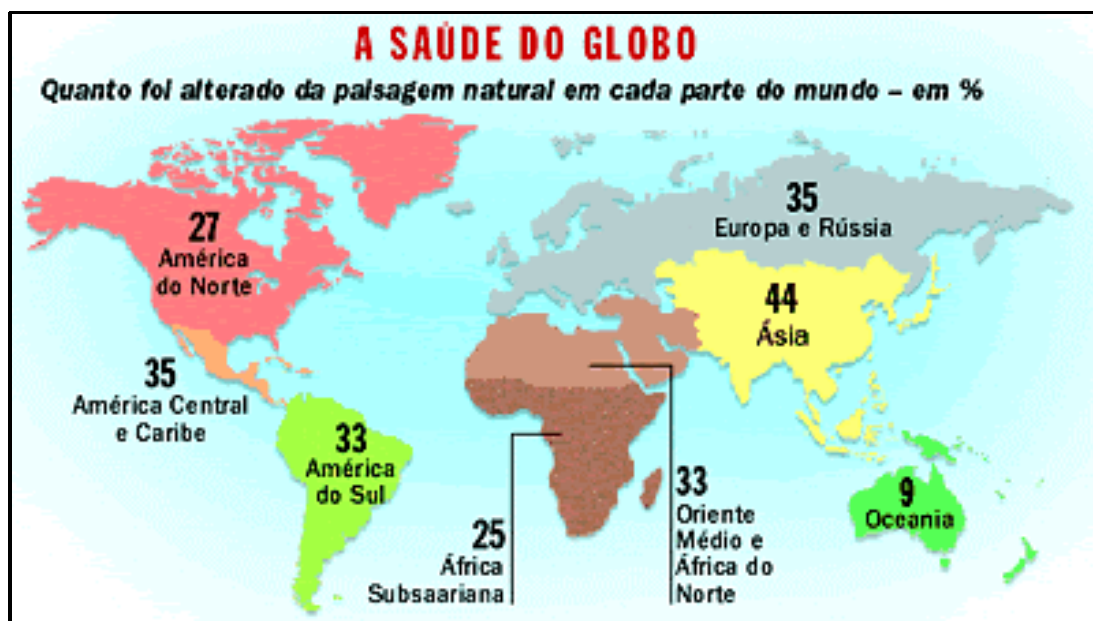 A SAÚDE DO GLOBO
Quanto foi alterado da paisagem natural em cada parte do mundo – em %
27
América
do Norte
35
Europa e Rússia
44
Ásia
35
América Central
e Caribe
33
América
do Sul
25
África
Subsaariana
33
Oriente
Médio e
África do
Norte
9
Oceania